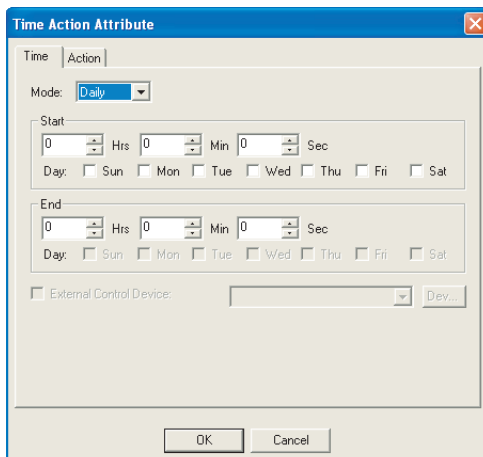 Time Action Attribute
Time Action
Mode: Daily
Start
0 Hrs 0 Min 0 Sec
Day: Sun Mon Tue Wed Thu Fri Sat
End
0 Hrs 0 Min 0 Sec
Day: Sun Mon Tue Wed Thu Fri Sat
External Control Device: Dev...
OK Cancel